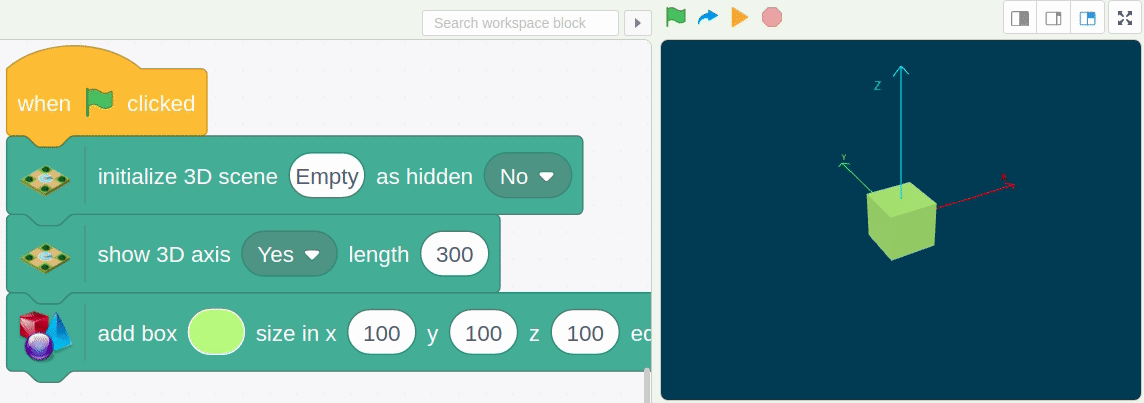 Search workspace block
when clicked
initialize 3D scene Empty as hidden No
show 3D axis Yes length 300
add box size in x 100 y 100 z 100
Z
Y